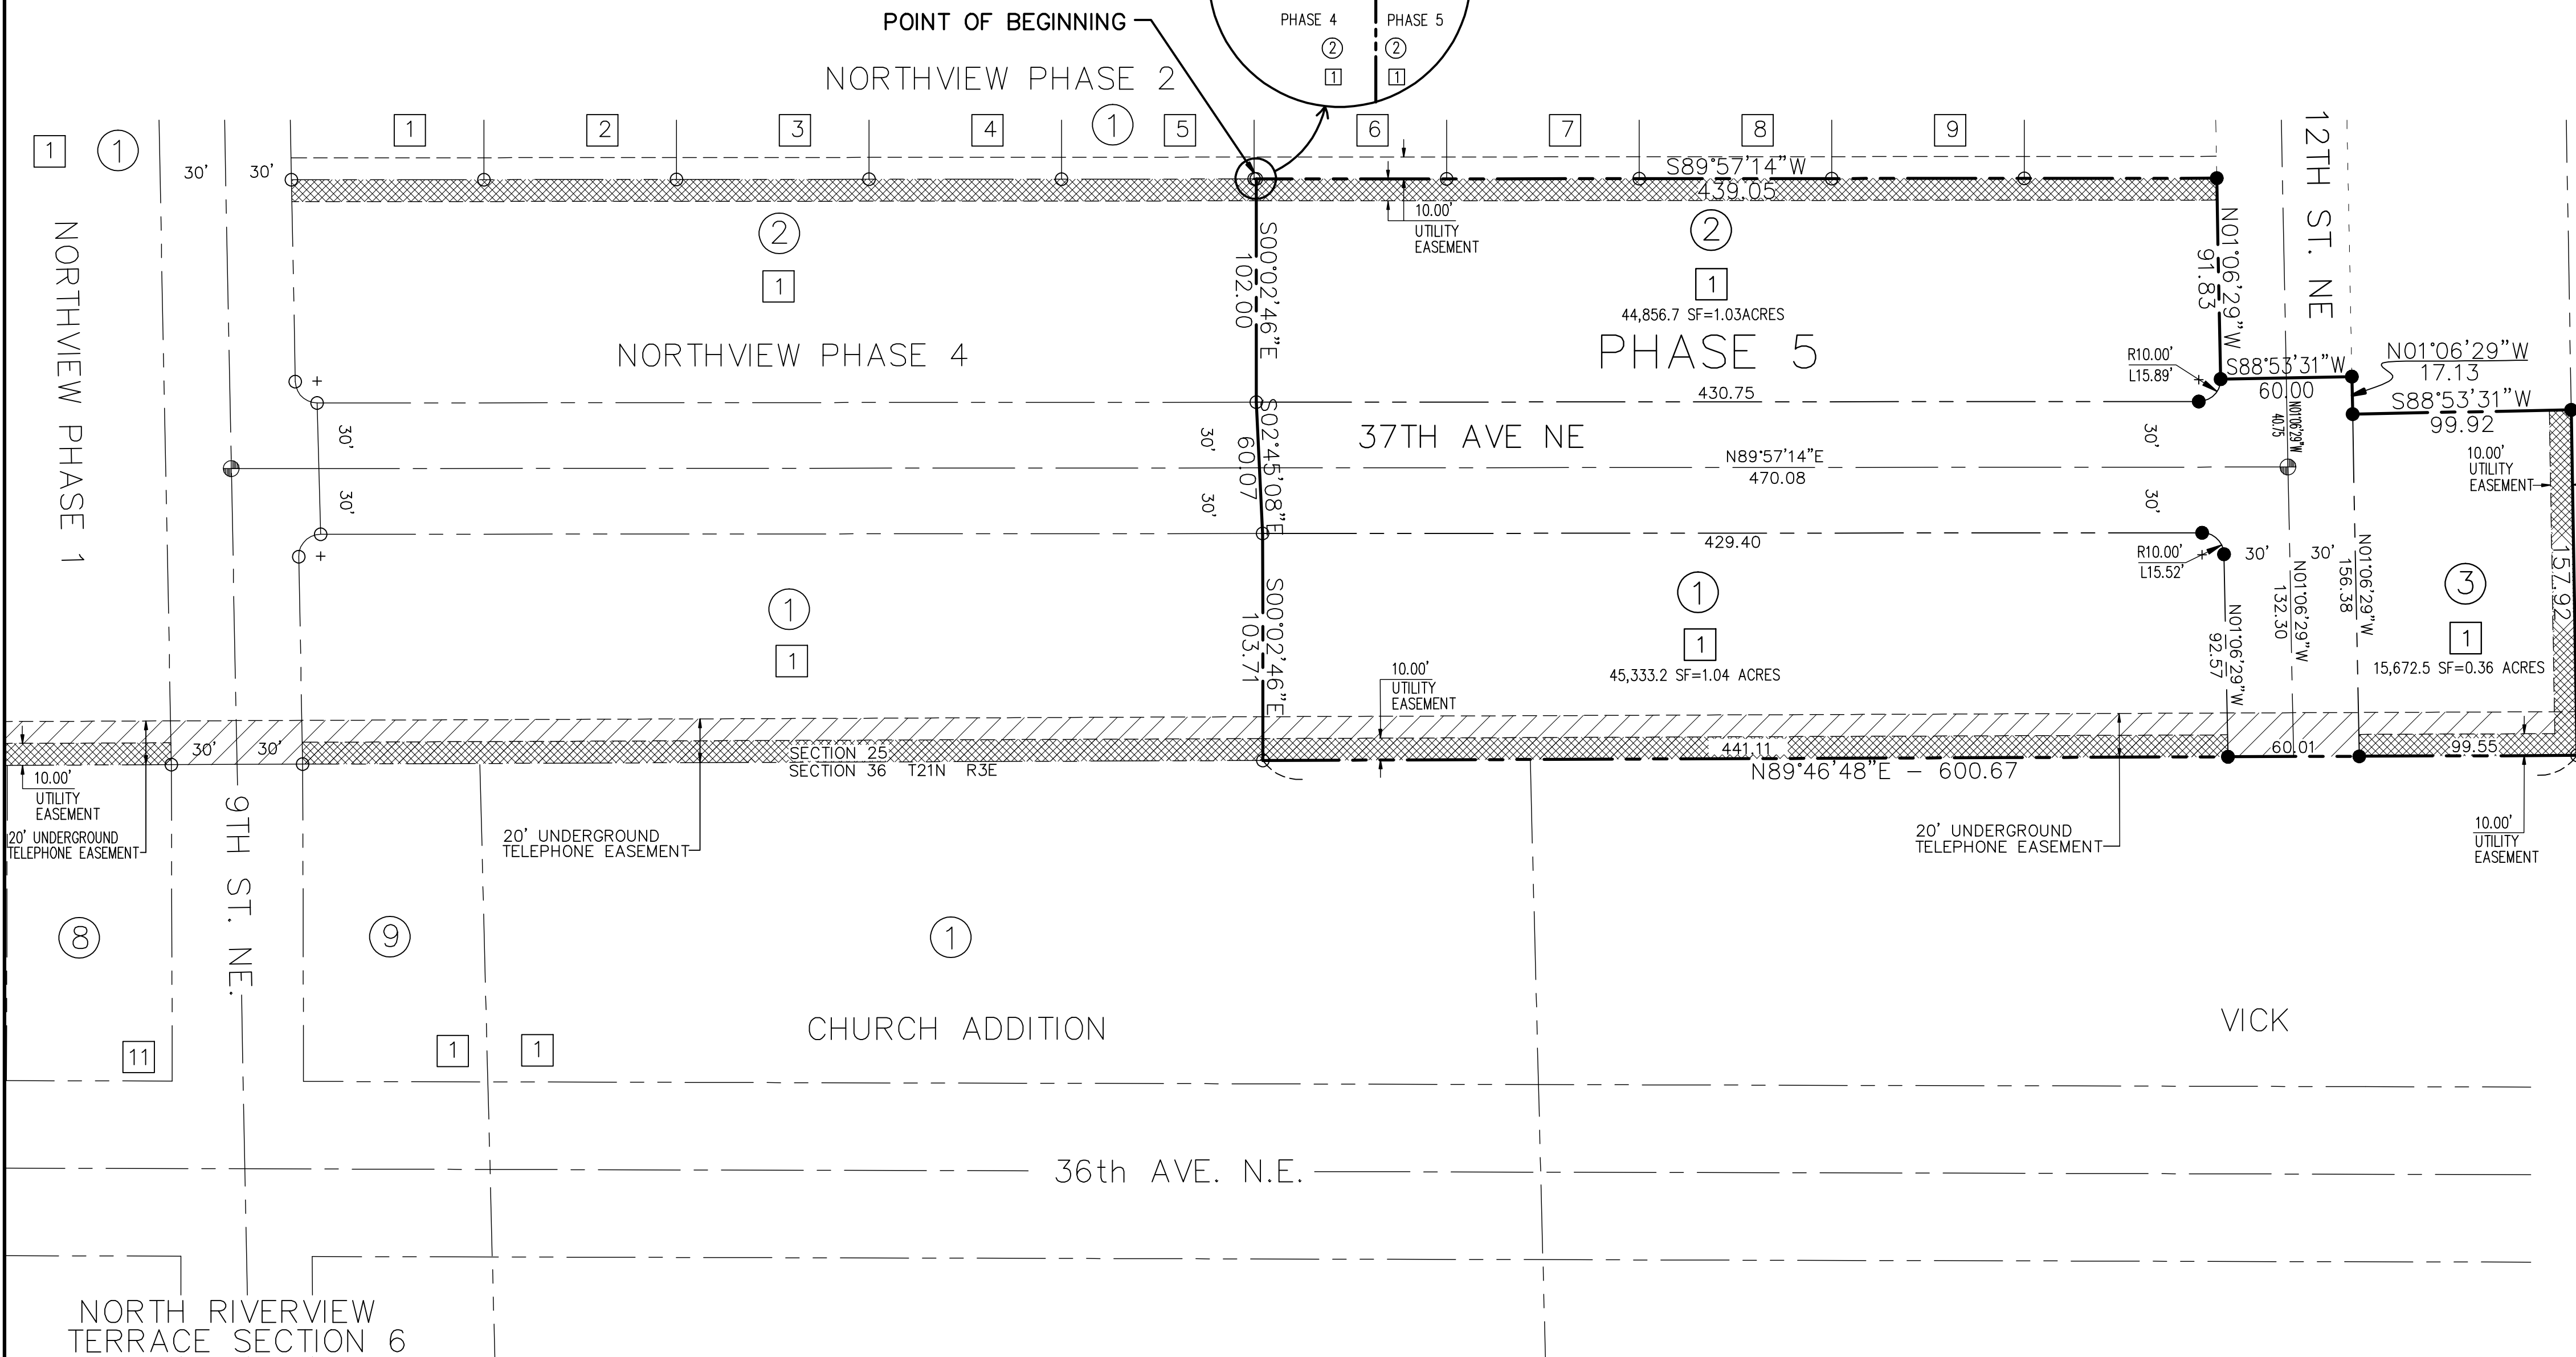 POINT OF BEGINNING
PHASE 4
PHASE 5
2
2
1
1
NORTHVIEW PHASE 2
1
1
30'
30'
1
2
3
4
1
5
6
7
8
9
S89°57'14"W
439.05
12TH ST. NE
NORTHVIEW PHASE 1
2
1
NORTHVIEW PHASE 4
S00°02'46"E
102.00
10.00'
UTILITY
EASEMENT
2
1
44,856.7 SF=1.03ACRES
PHASE 5
N01°06'29"W
91.83
R10.00'
L15.89'
S88°53'31"W
60.00
N01°06'29"W
17.13
S88°53'31"W
99.92
430.75
30'
30'
30'
30'
S02°45'08"E
60.07
37TH AVE NE
N89°57'14"E
470.08
30'
30'
N01°06'29"W
40.75
10.00'
UTILITY
EASEMENT
429.40
R10.00'
L15.52'
30'
30'
1
1
S00°02'46"E
103.71
1
1
45,333.2 SF=1.04 ACRES
10.00'
UTILITY
EASEMENT
N01°06'29"W
92.57
N01°06'29"W
132.30
N01°06'29"W
156.38
3
1
15,672.5 SF=0.36 ACRES
157.92
30'
30'
SECTION 25
SECTION 36 T21N R3E
441.11
60.01
99.55
N89°46'48"E - 600.67
10.00'
UTILITY
EASEMENT
20' UNDERGROUND
TELEPHONE EASEMENT
9TH ST. NE.
20' UNDERGROUND
TELEPHONE EASEMENT
20' UNDERGROUND
TELEPHONE EASEMENT
10.00'
UTILITY
EASEMENT
8
9
1
11
1
1
CHURCH ADDITION
VICK
36th AVE. N.E.
NORTH RIVERVIEW
TERRACE SECTION 6